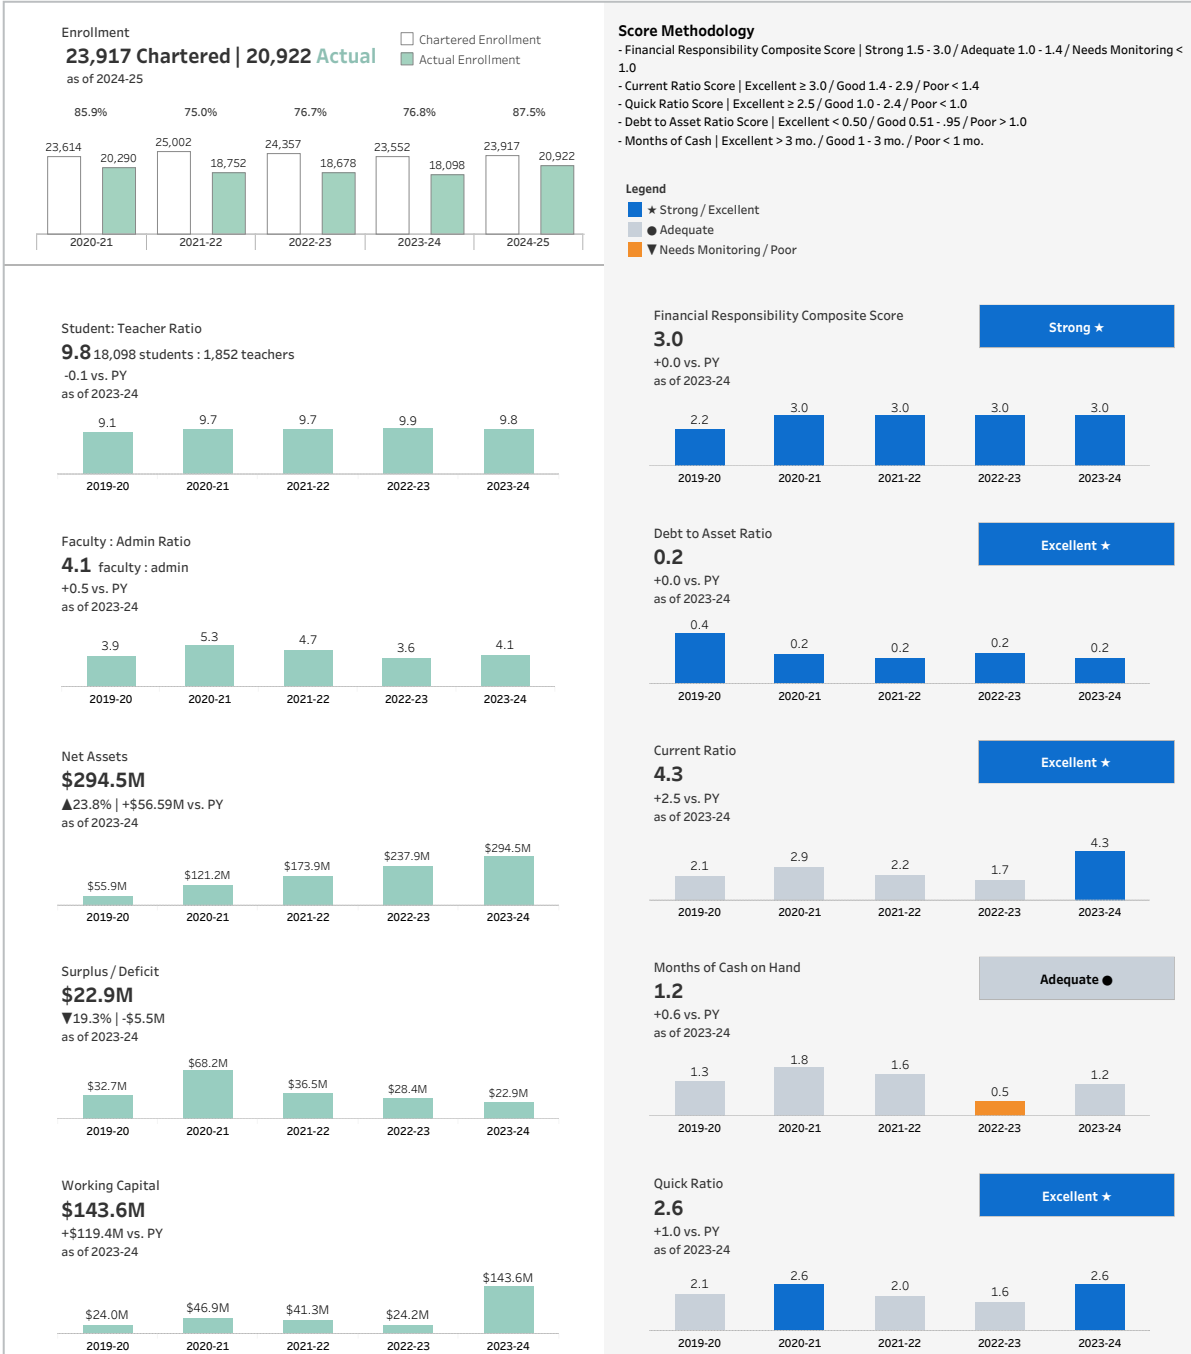 Enrollment
23,917 Chartered | 20,922 Actual
as of 2024-25
Chartered Enrollment
Actual Enrollment
85.9% 75.0% 76.7% 76.8% 87.5%
23,614 20,290 25,002 18,752 24,357 18,678 23,552 18,098 23,917 20,922
2020-21 2021-22 2022-23 2023-24 2024-25
Score Methodology
- Financial Responsibility Composite Score | Strong 1.5 - 3.0 / Adequate 1.0 - 1.4 / Needs Monitoring <
1.0
- Current Ratio Score | Excellent ≥ 3.0 / Good 1.4 - 2.9 / Poor < 1.4
- Quick Ratio Score | Excellent ≥ 2.5 / Good 1.0 - 2.4 / Poor < 1.0
- Debt to Asset Ratio Score | Excellent < 0.50 / Good 0.51 - .95 / Poor > 1.0
- Months of Cash | Excellent > 3 mo. / Good 1 - 3 mo. / Poor < 1 mo.
Legend
★ Strong / Excellent
● Adequate
▼ Needs Monitoring / Poor
Student: Teacher Ratio
9.8 18,098 students : 1,852 teachers
-0.1 vs. PY
as of 2023-24
9.1 9.7 9.7 9.9 9.8
2019-20 2020-21 2021-22 2022-23 2023-24
Faculty : Admin Ratio
4.1 faculty : admin
+0.5 vs. PY
as of 2023-24
3.9 5.3 4.7 3.6 4.1
2019-20 2020-21 2021-22 2022-23 2023-24
Net Assets
$294.5M
▲23.8% | +$56.59M vs. PY
as of 2023-24
$55.9M $121.2M $173.9M $237.9M $294.5M
2019-20 2020-21 2021-22 2022-23 2023-24
Surplus / Deficit
$22.9M
▼19.3% | -$5.5M
as of 2023-24
$32.7M $68.2M $36.5M $28.4M $22.9M
2019-20 2020-21 2021-22 2022-23 2023-24
Working Capital
$143.6M
+$119.4M vs. PY
as of 2023-24
$24.0M $46.9M $41.3M $24.2M $143.6M
2019-20 2020-21 2021-22 2022-23 2023-24
Financial Responsibility Composite Score
3.0
+0.0 vs. PY
as of 2023-24
Strong ★
2.2 3.0 3.0 3.0 3.0
2019-20 2020-21 2021-22 2022-23 2023-24
Debt to Asset Ratio
0.2
+0.0 vs. PY
as of 2023-24
Excellent ★
0.4 0.2 0.2 0.2 0.2
2019-20 2020-21 2021-22 2022-23 2023-24
Current Ratio
4.3
+2.5 vs. PY
as of 2023-24
Excellent ★
2.1 2.9 2.2 1.7 4.3
2019-20 2020-21 2021-22 2022-23 2023-24
Months of Cash on Hand
1.2
+0.6 vs. PY
as of 2023-24
Adequate ●
1.3 1.8 1.6 0.5 1.2
2019-20 2020-21 2021-22 2022-23 2023-24
Quick Ratio
2.6
+1.0 vs. PY
as of 2023-24
Excellent ★
2.1 2.6 2.0 1.6 2.6
2019-20 2020-21 2021-22 2022-23 2023-24